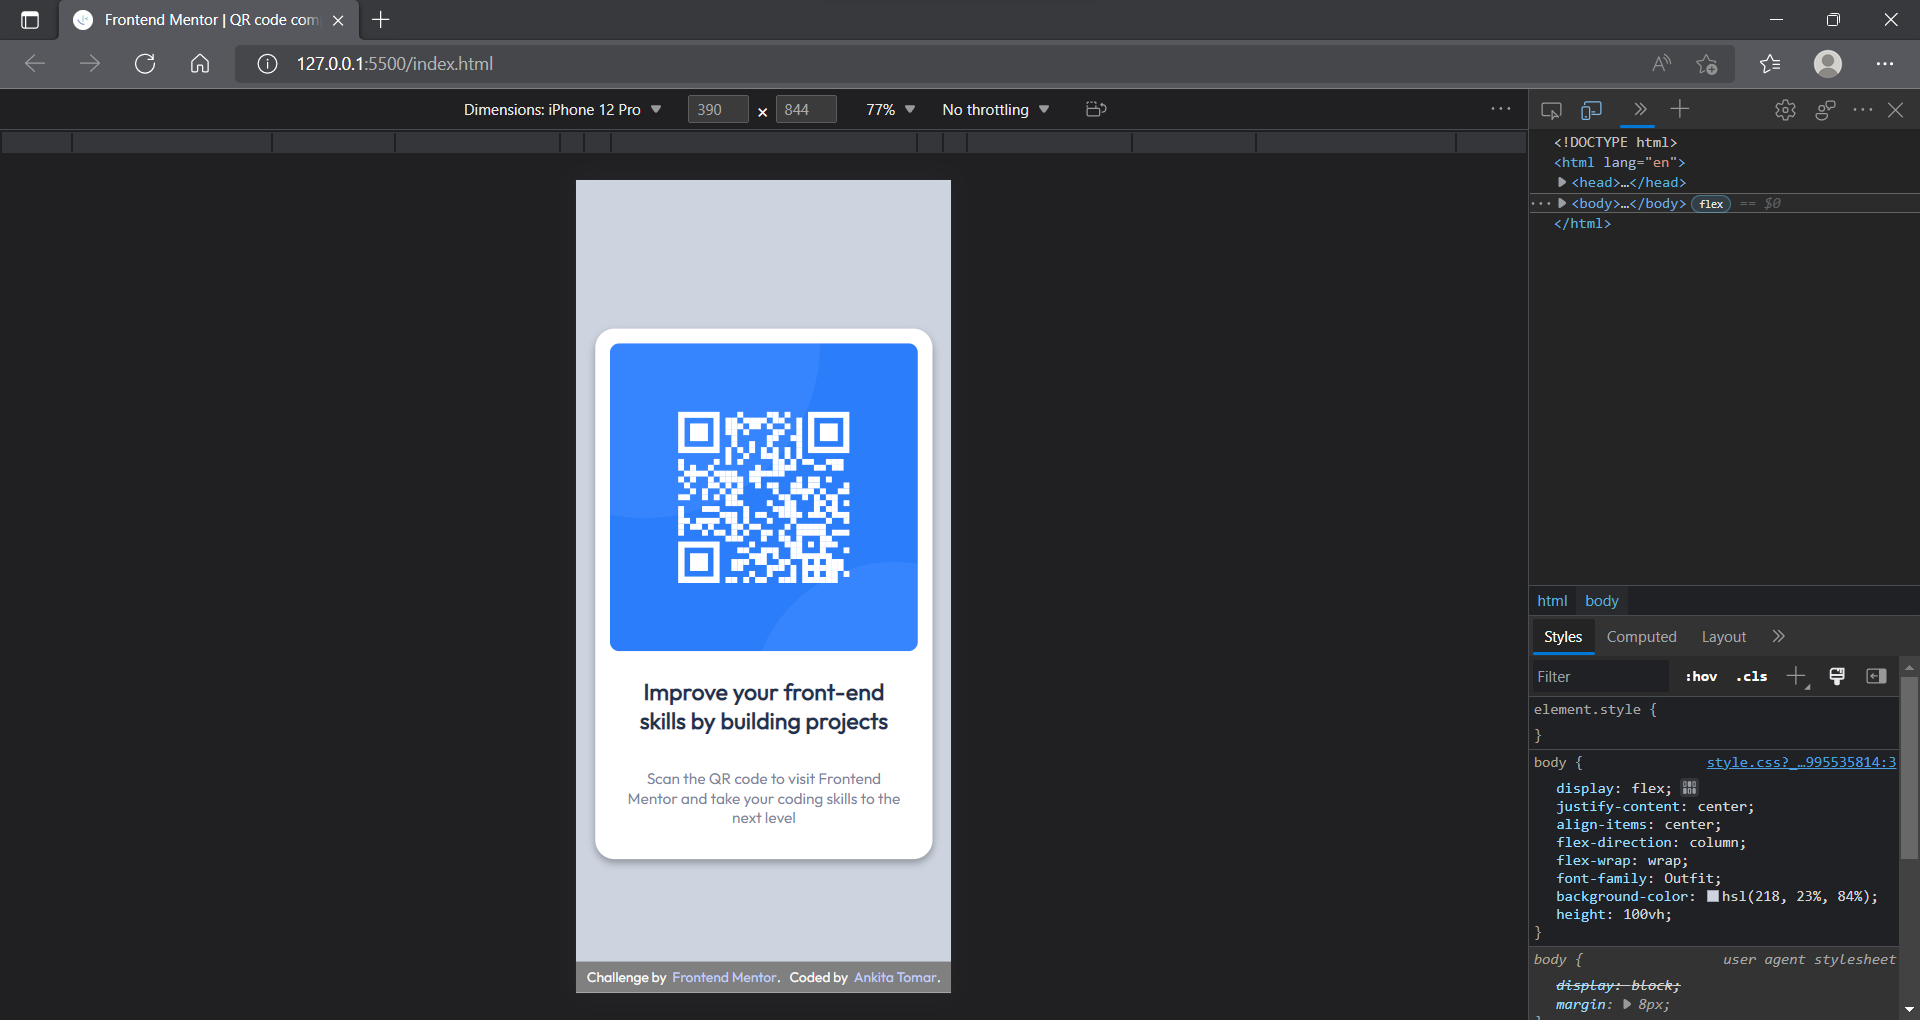 Frontend Mentor | QR code com
127.0.0.1:5500/index.html
Dimensions: iPhone 12 Pro 390 × 844 77% No throttling
<!DOCTYPE html>
<html lang="en">
<head>…</head>
<body>…</body> flex == $0
</html>
Improve your front-end
skills by building projects
Scan the QR code to visit Frontend
Mentor and take your coding skills to the
next level
Challenge by Frontend Mentor. Coded by Ankita Tomar.
html body
Styles Computed Layout
Filter :hov .cls
element.style {
}
body { style.css?_…995535814:3
display: flex;
justify-content: center;
align-items: center;
flex-direction: column;
flex-wrap: wrap;
font-family: Outfit;
background-color: hsl(218, 23%, 84%);
height: 100vh;
}
body { user agent stylesheet
display: block;
margin: 8px;